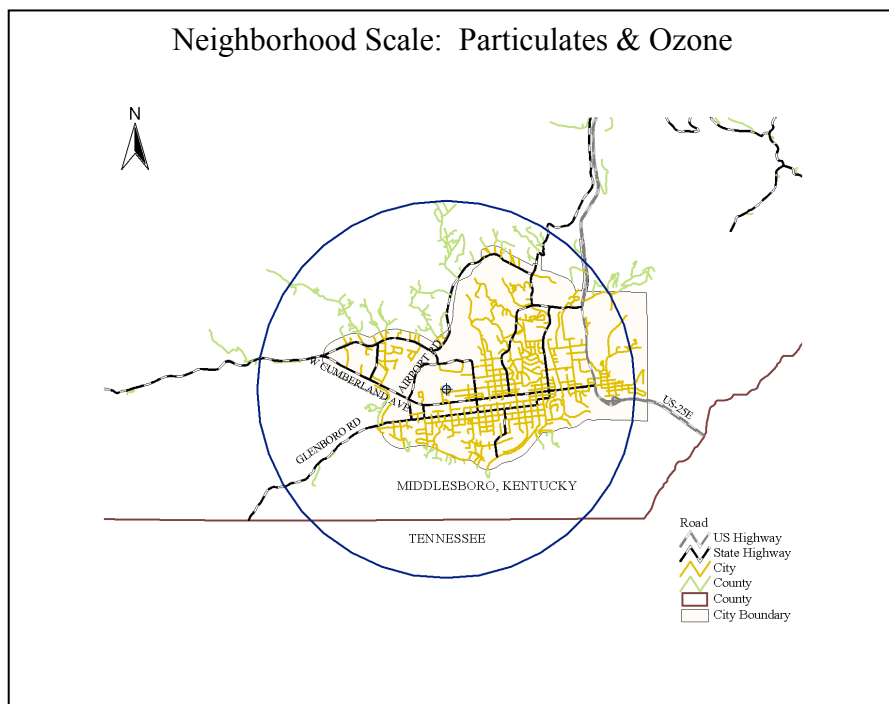 Neighborhood Scale: Particulates & Ozone
N
W CUMBERLAND AVE
AIRPORT RD
GLENBORO RD
US-25E
MIDDLESBORO, KENTUCKY
TENNESSEE
Road
US Highway
State Highway
City
County
County
City Boundary